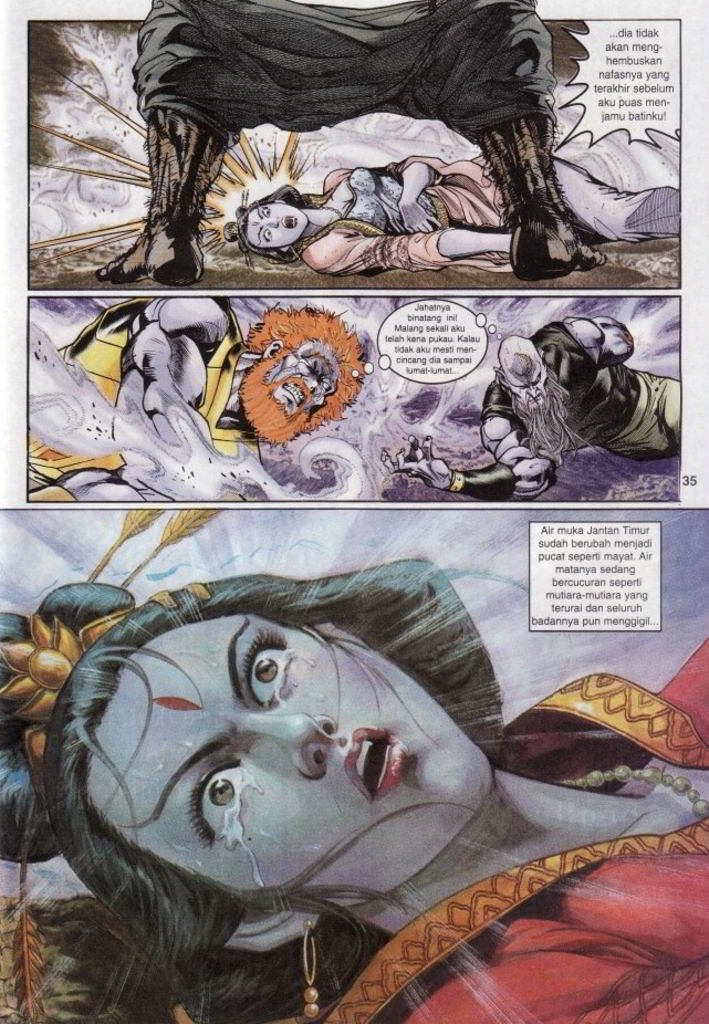 ...dia tidak
akan meng-
hembuskan
nafasnya yang
terakhir sebelum
aku puas men-
jamu batinku!
Jahatnya
binatang ini!
Malang sekali aku
telah kena pukau. Kalau
tidak aku mesti men-
cincang dia sampai
lumat-lumat...
35
Air muka Jantan Timur
sudah berubah menjadi
pucat seperti mayat. Air
matanya sedang
bercucuran seperti
mutiara-mutiara yang
terurai dan seluruh
badannya pun menggigil...